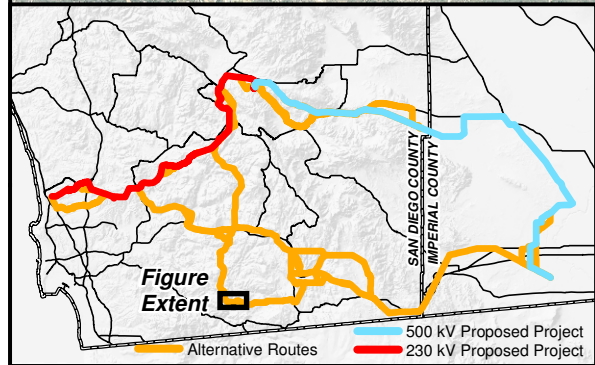 SAN DIEGO COUNTY
IMPERIAL COUNTY
Figure
Extent
500 kV Proposed Project
Alternative Routes
230 kV Proposed Project